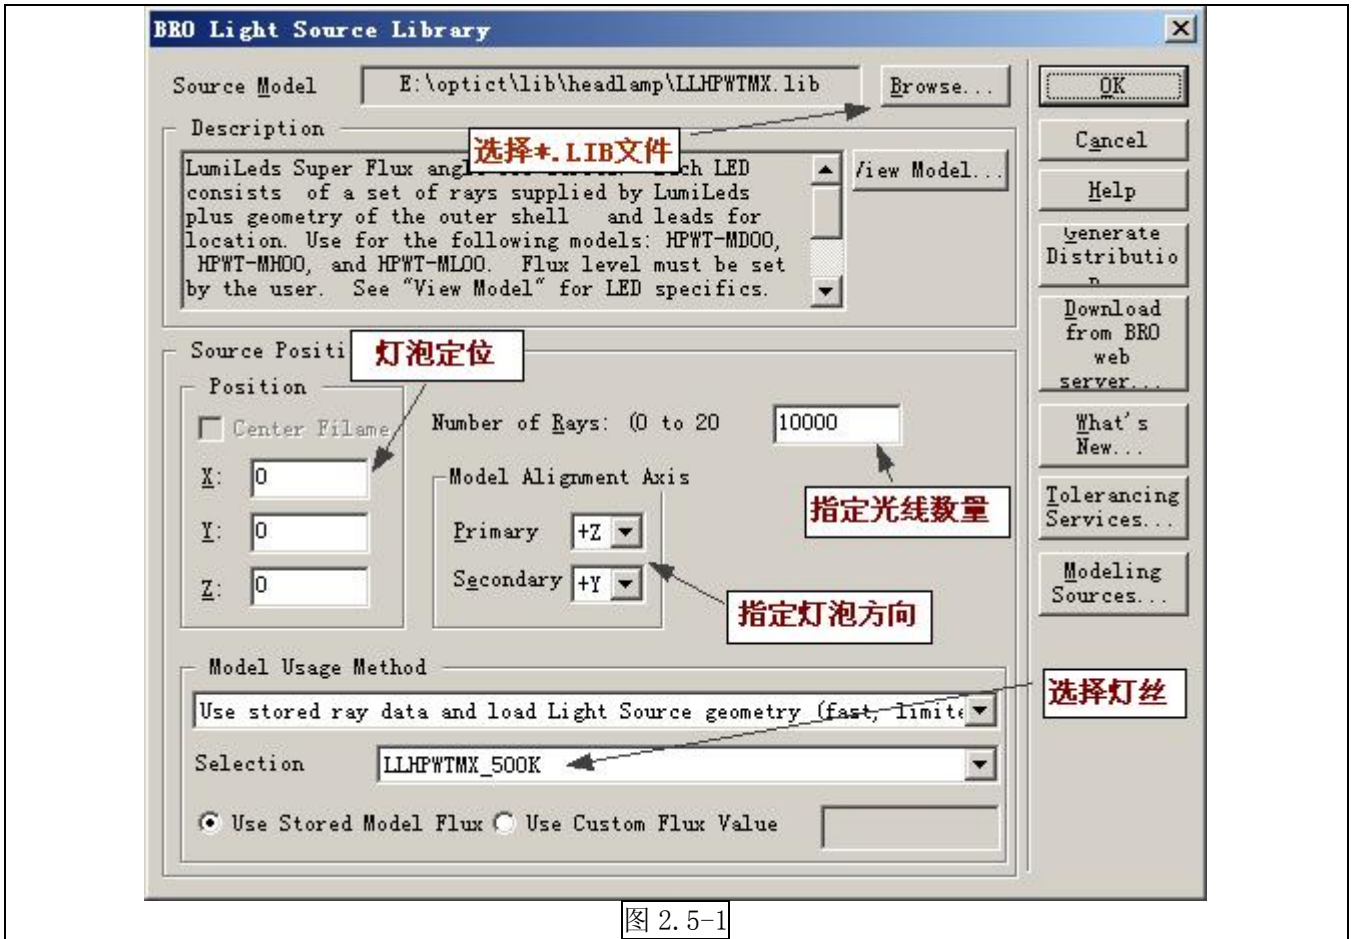 BRO Light Source Library
Source Model E:\optict\lib\headlamp\LLHPWTMX.lib Browse...
Description
选择*.LIB文件
LumiLeds Super Flux ang ch LED
consists of a set of rays supplied by LumiLeds
plus geometry of the outer shell and leads for
location. Use for the following models: HPWT-MD00,
HPWT-MH00, and HPWT-ML00. Flux level must be set
by the user. See "View Model" for LED specifics.
View Model...
OK
Cancel
Help
Generate
Distributio
Download
from BRO
web
server...
What's
New...
Tolerancing
Services...
Modeling
Sources...
Source Positi
灯泡定位
Position
Center Filame
X: 0
Y: 0
Z: 0
Number of Rays: (0 to 20 10000
指定光线数量
Model Alignment Axis
Primary +Z
Secondary +Y
指定灯泡方向
Model Usage Method
选择灯丝
Use stored ray data and load Light Source geometry (fast, limite
Selection LLHPWTMX_500K
Use Stored Model Flux Use Custom Flux Value
图 2.5-1